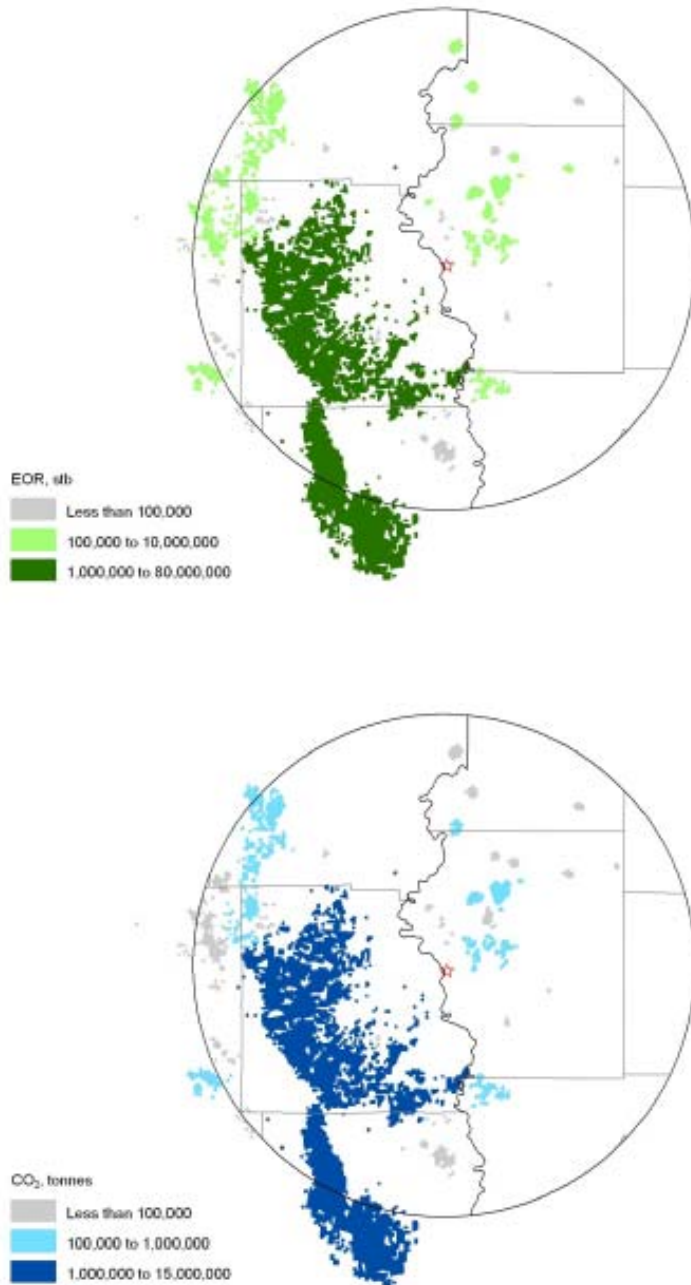 EOR, stb
Less than 100,000
100,000 to 10,000,000
1,000,000 to 80,000,000
CO₂, tonnes
Less than 100,000
100,000 to 1,000,000
1,000,000 to 15,000,000